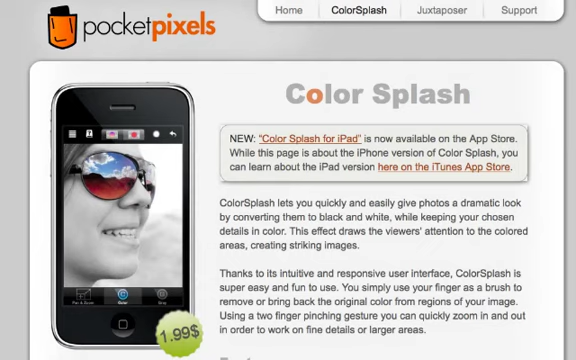 Home ColorSplash Juxtaposer Support
pocketpixels
Color Splash
NEW: "Color Splash for iPad" is now available on the App Store.
While this page is about the iPhone version of Color Splash, you
can learn about the iPad version here on the iTunes App Store.
ColorSplash lets you quickly and easily give photos a dramatic look
by converting them to black and white, while keeping your chosen
details in color. This effect draws the viewers' attention to the colored
areas, creating striking images.
Thanks to its intuitive and responsive user interface, ColorSplash is
super easy and fun to use. You simply use your finger as a brush to
remove or bring back the original color from regions of your image.
Using a two finger pinching gesture you can quickly zoom in and out
in order to work on fine details or larger areas.
Pan & Zoom Color Gray
1.99$